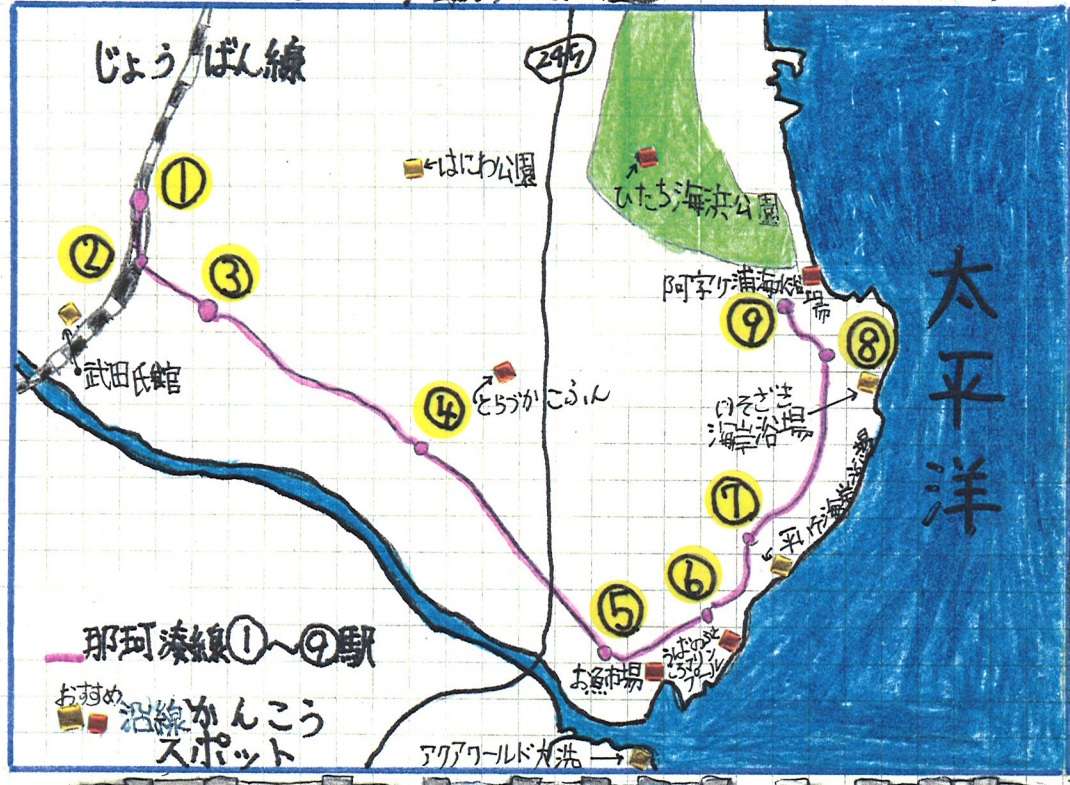 じょうばん線
245
①
←はにわ公園
ひたち海浜公園
②
③
阿字ヶ浦海水浴場
⑨
⑧
武田氏館
④
とらづかこふん
いそざき
海岸浴場
太平洋
⑦
⑥
⑤
お魚市場
那珂湊線①〜⑨駅
おすすめ
沿線かんこう
スポット
アクアワールド大洗→